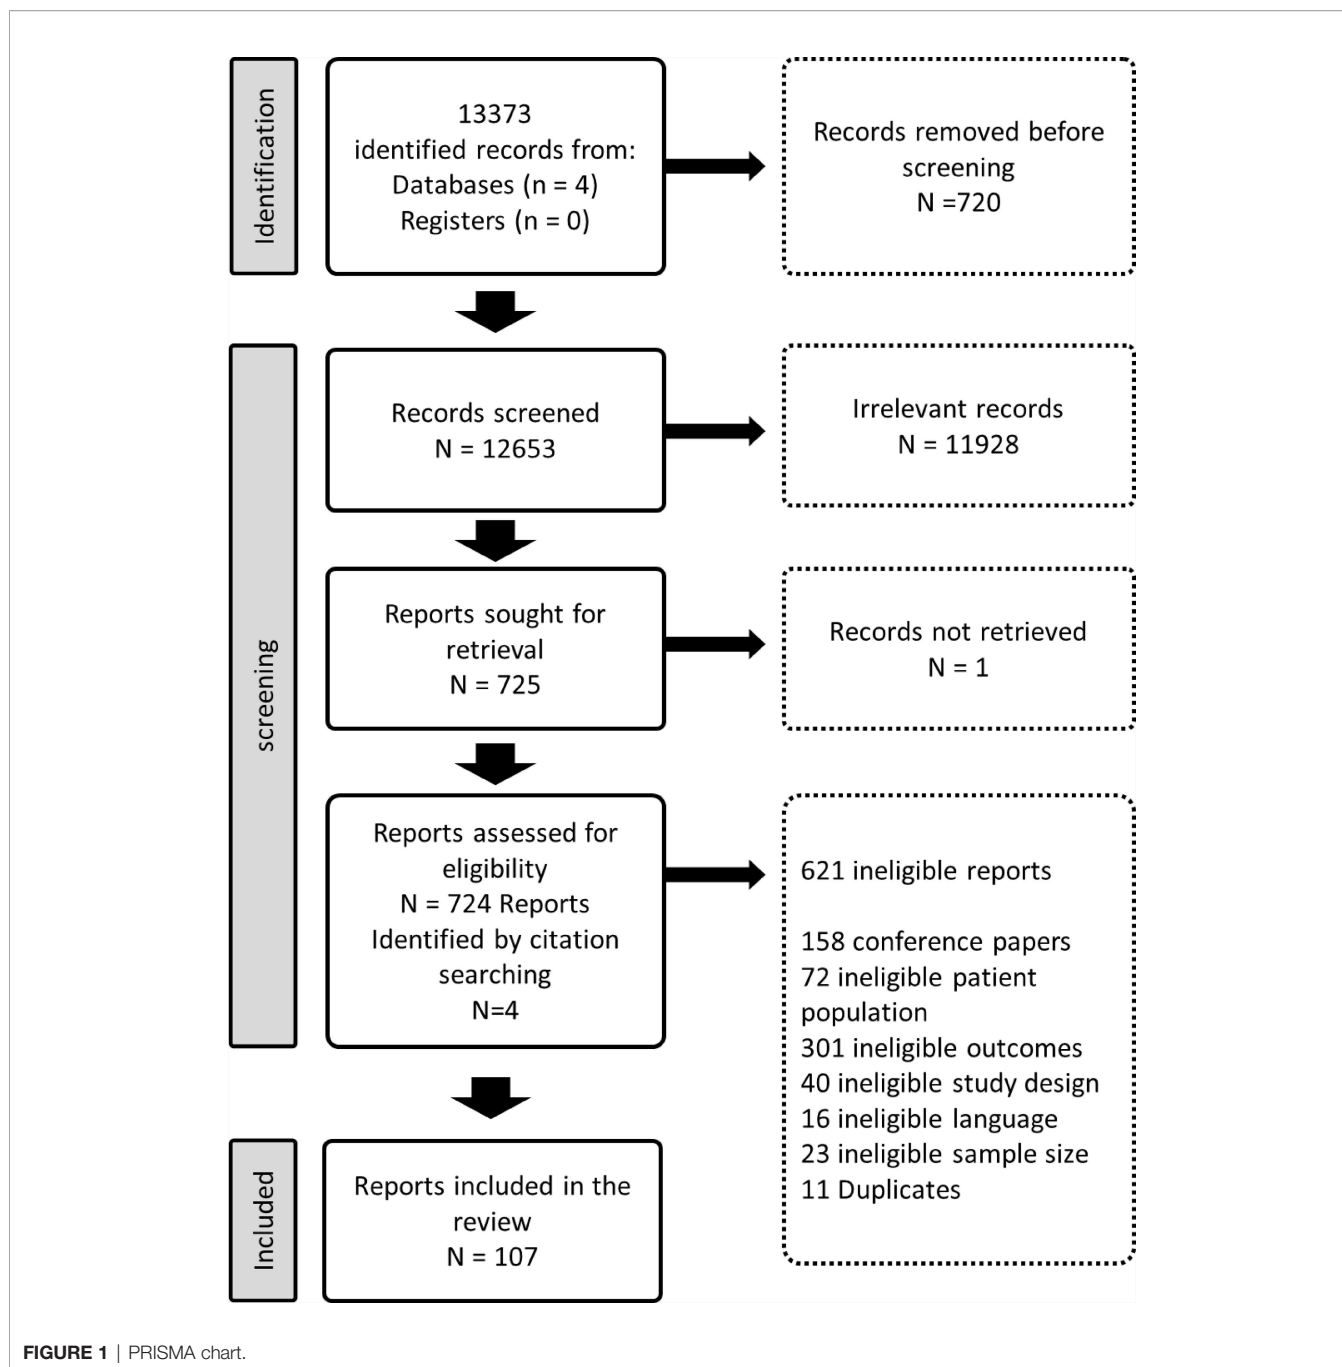 Identification
13373
identified records from:
Databases (n = 4)
Registers (n = 0)
Records removed before
screening
N =720
screening
Records screened
N = 12653
Irrelevant records
N = 11928
Reports sought for
retrieval
N = 725
Records not retrieved
N = 1
Reports assessed for
eligibility
N = 724 Reports
Identified by citation
searching
N=4
621 ineligible reports
158 conference papers
72 ineligible patient
population
301 ineligible outcomes
40 ineligible study design
16 ineligible language
23 ineligible sample size
11 Duplicates
Included
Reports included in the
review
N = 107
FIGURE 1 | PRISMA chart.